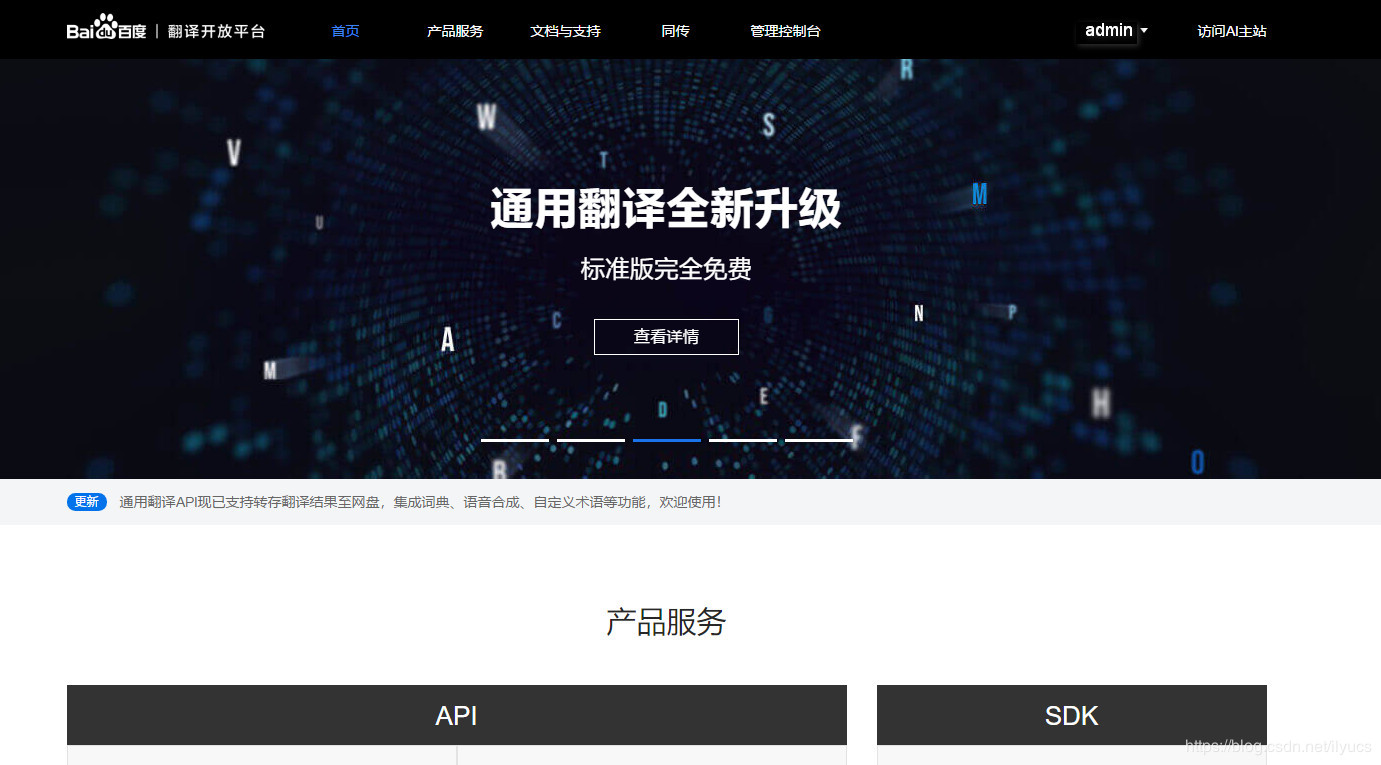 Bai du 百度 | 翻译开放平台 首页 产品服务 文档与支持 同传 管理控制台 admin 访问AI主站
R
W
S
V
T
M
U
通用翻译全新升级
标准版完全免费
C
G
N
P
A
查看详情
M
D
E
H
F
B
O
更新 通用翻译API现已支持转存翻译结果至网盘，集成词典、语音合成、自定义术语等功能，欢迎使用！
产品服务
API
SDK
https://blog.csdn.net/ilyucs